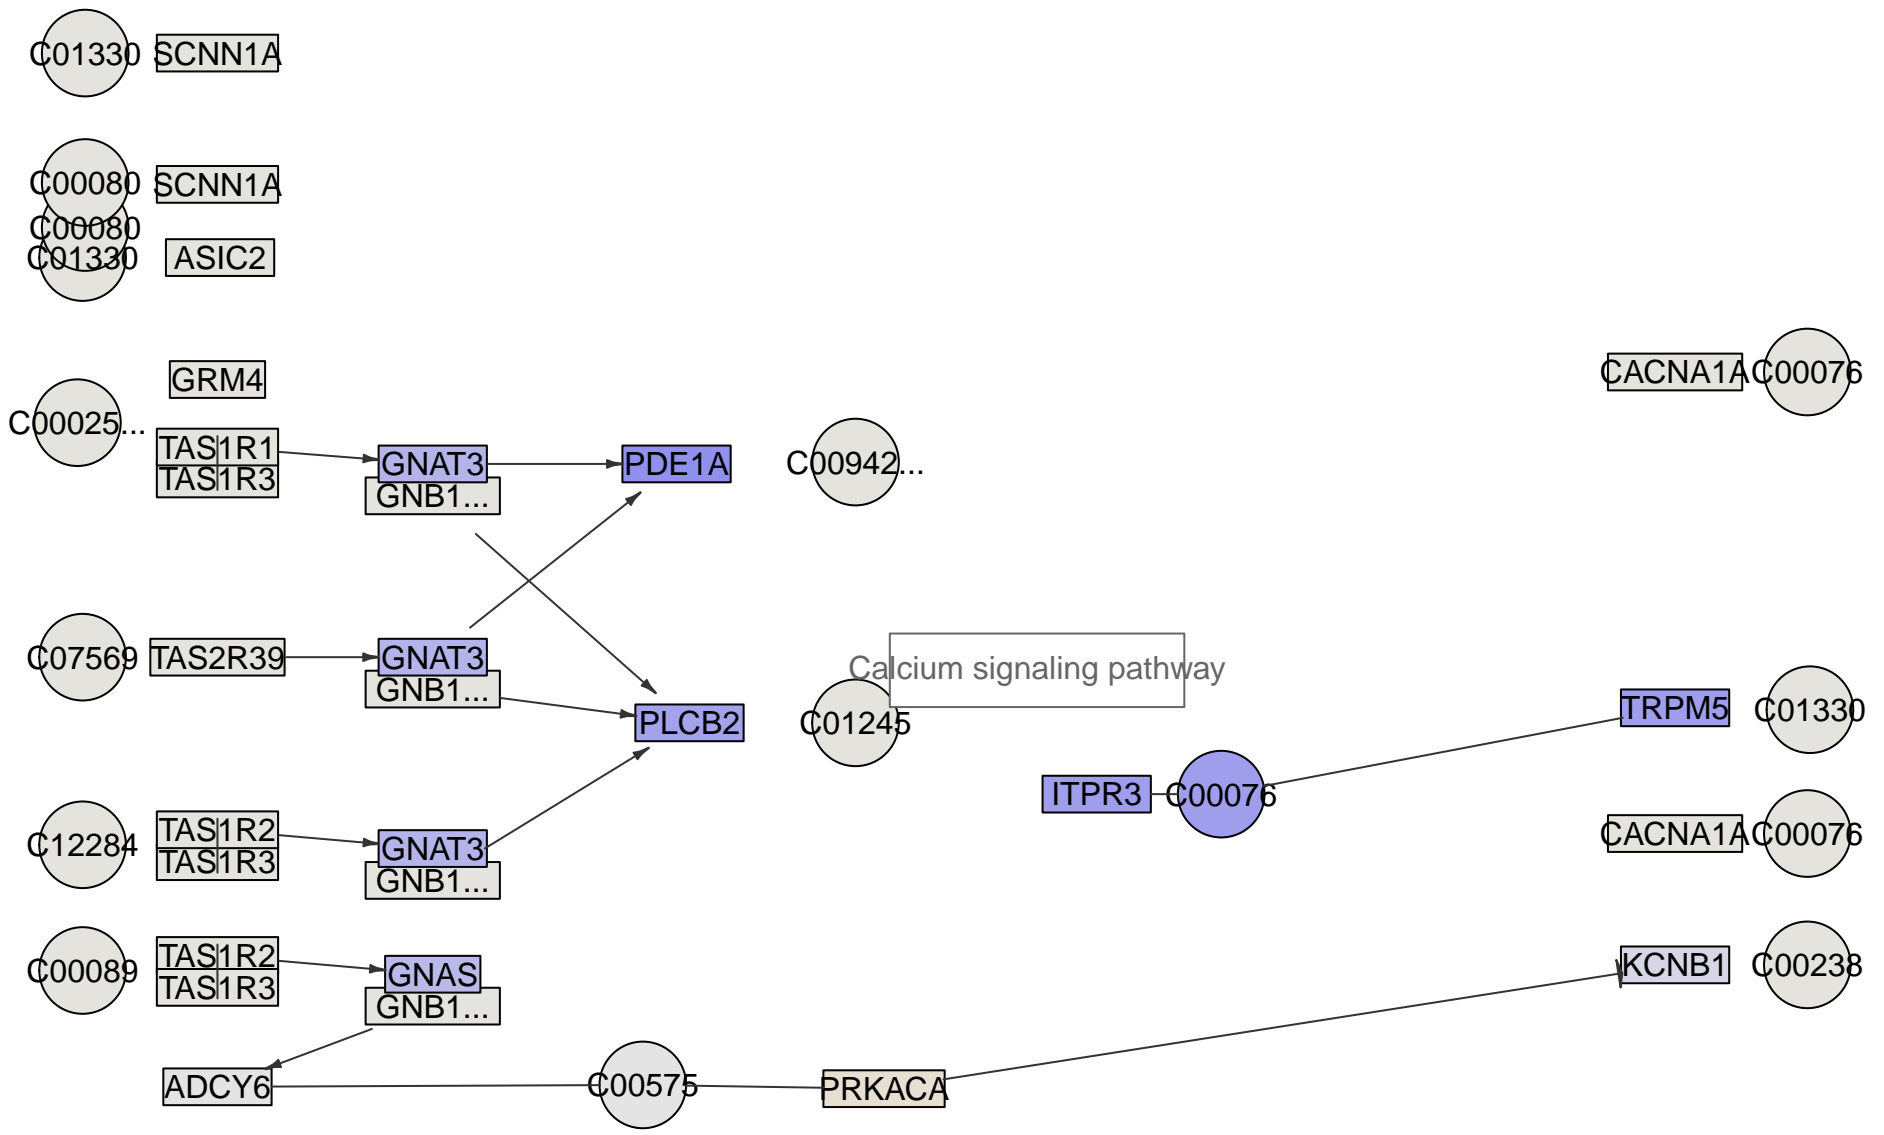 C01330
SCNN1A
C00080
SCNN1A
C00080
C01330
ASIC2
GRM4
CACNA1A
C00076
C00025...
TAS1R1
TAS1R3
GNAT3
GNB1...
PDE1A
C00942...
C07569
TAS2R39
GNAT3
GNB1...
Calcium signaling pathway
PLCB2
C01245
TRPM5
C01330
ITPR3
C00076
C12284
TAS1R2
TAS1R3
GNAT3
GNB1...
CACNA1A
C00076
C00089
TAS1R2
TAS1R3
GNAS
GNB1...
KCNB1
C00238
ADCY6
C00575
PRKACA